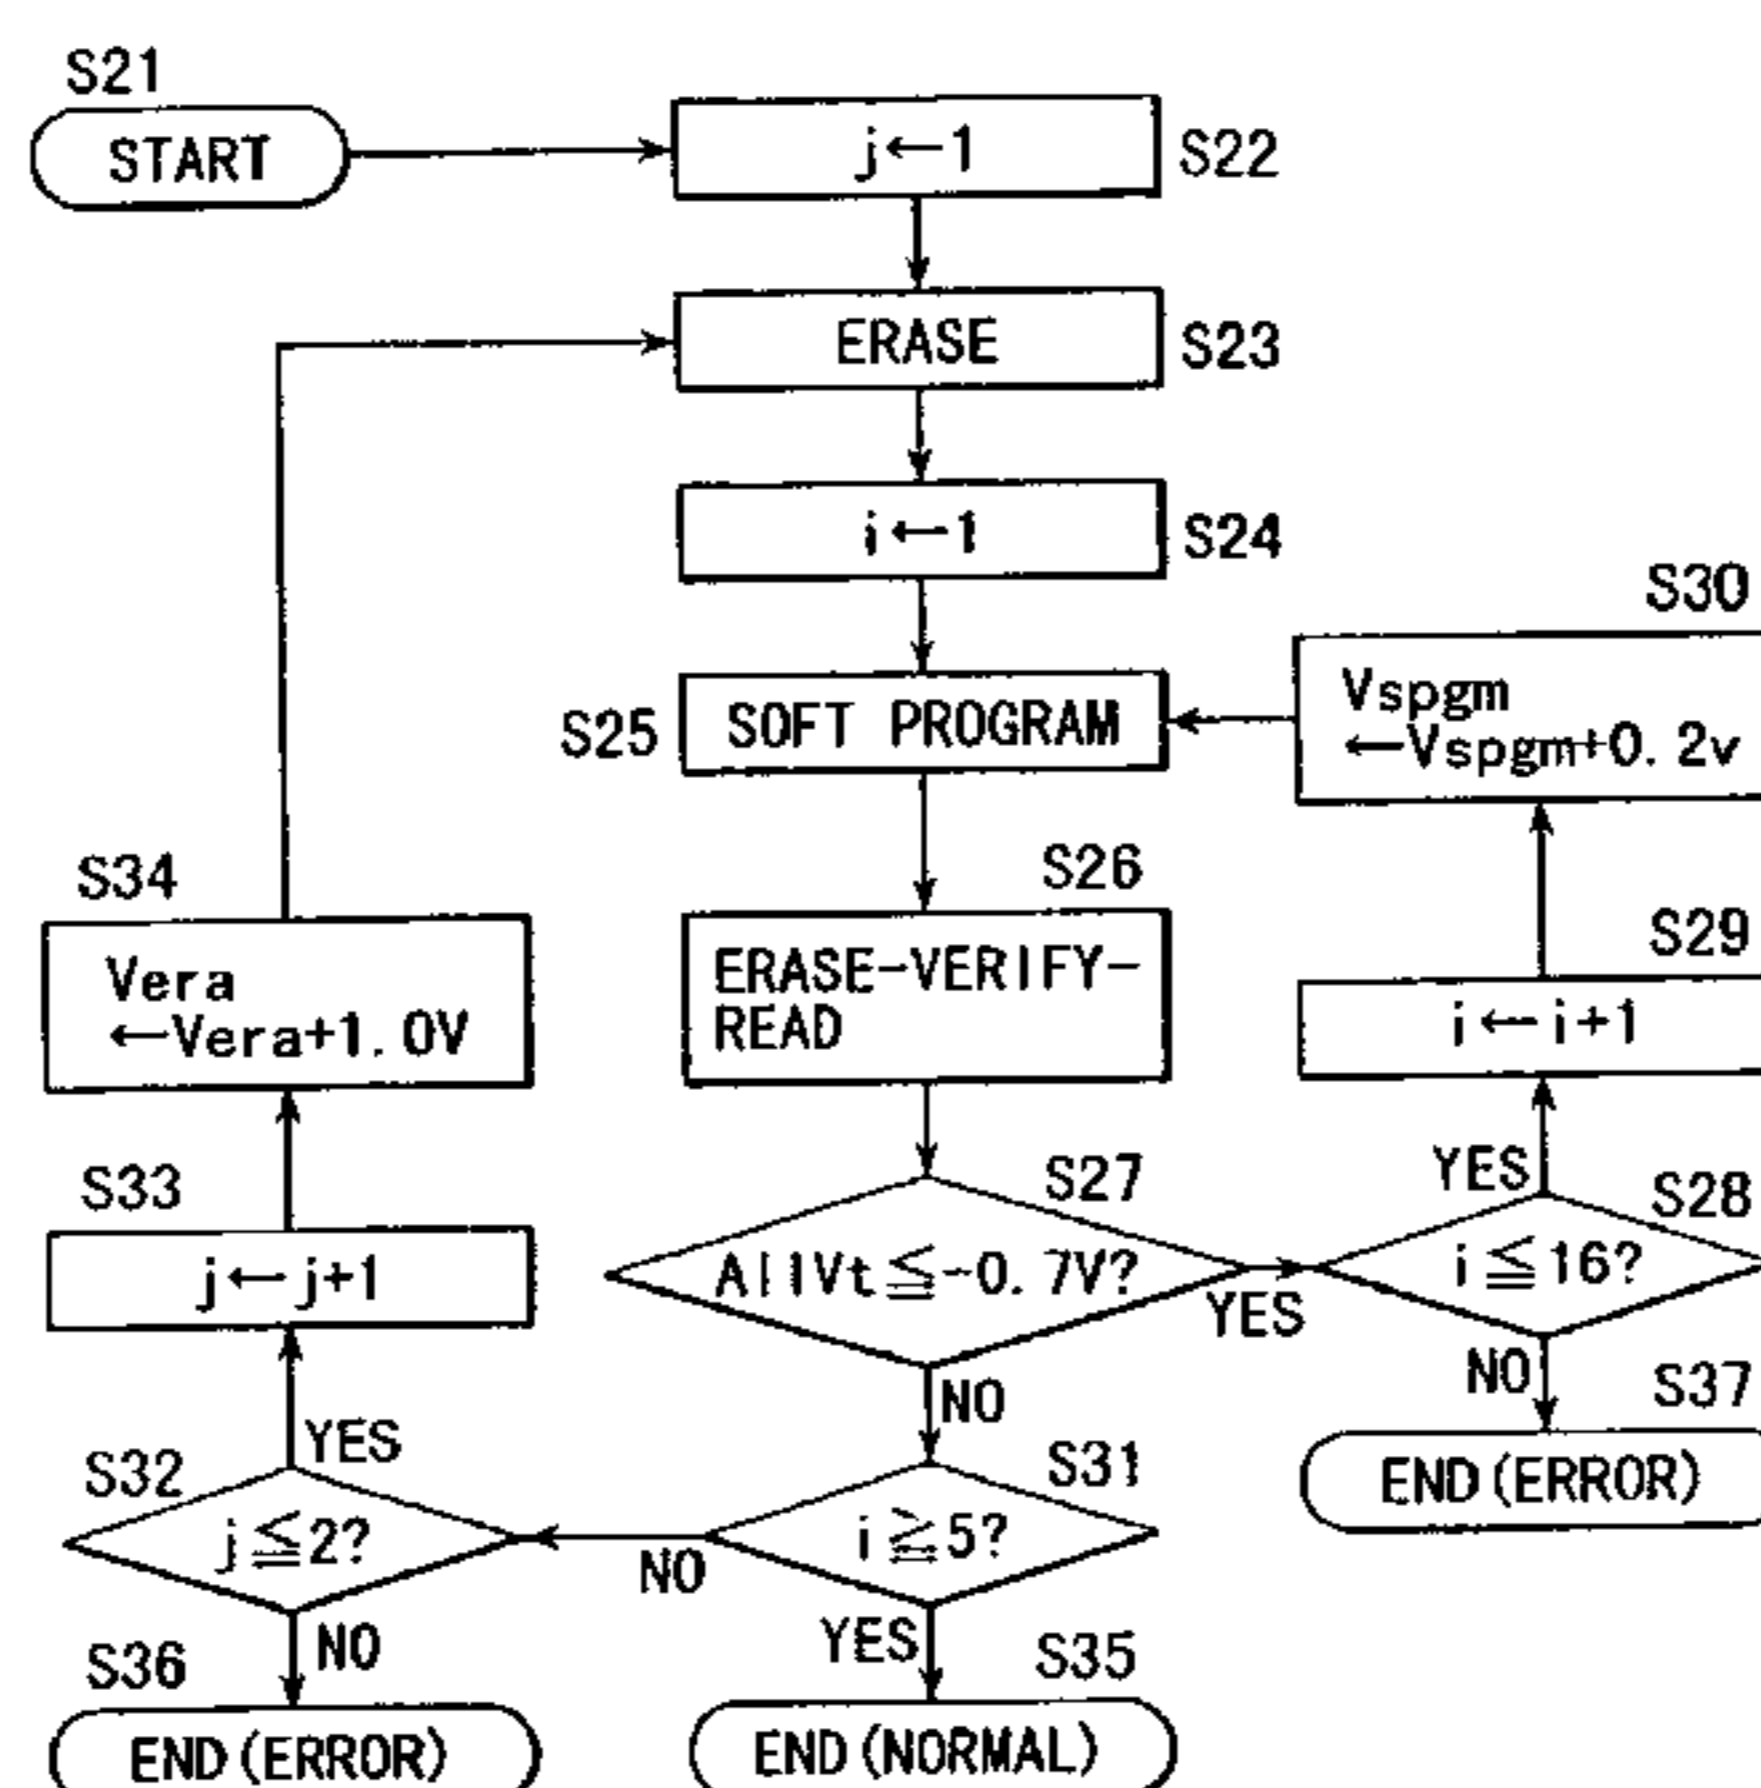 S21
START
j←1
S22
ERASE
S23
i←1
S24
S30
Vspgm
←Vspgm+0.2v
SOFT PROGRAM
S25
S26
S34
ERASE-VERIFY-
READ
S29
Vera
←Vera+1.0V
i←i+1
S33
S27
YES
S28
j←j+1
AllVt≦-0.7V?
YES
i≦16?
NO
NO
S37
YES
S32
S31
END(ERROR)
j≦2?
i≧5?
NO
YES
NO
S36
S35
END(ERROR)
END(NORMAL)